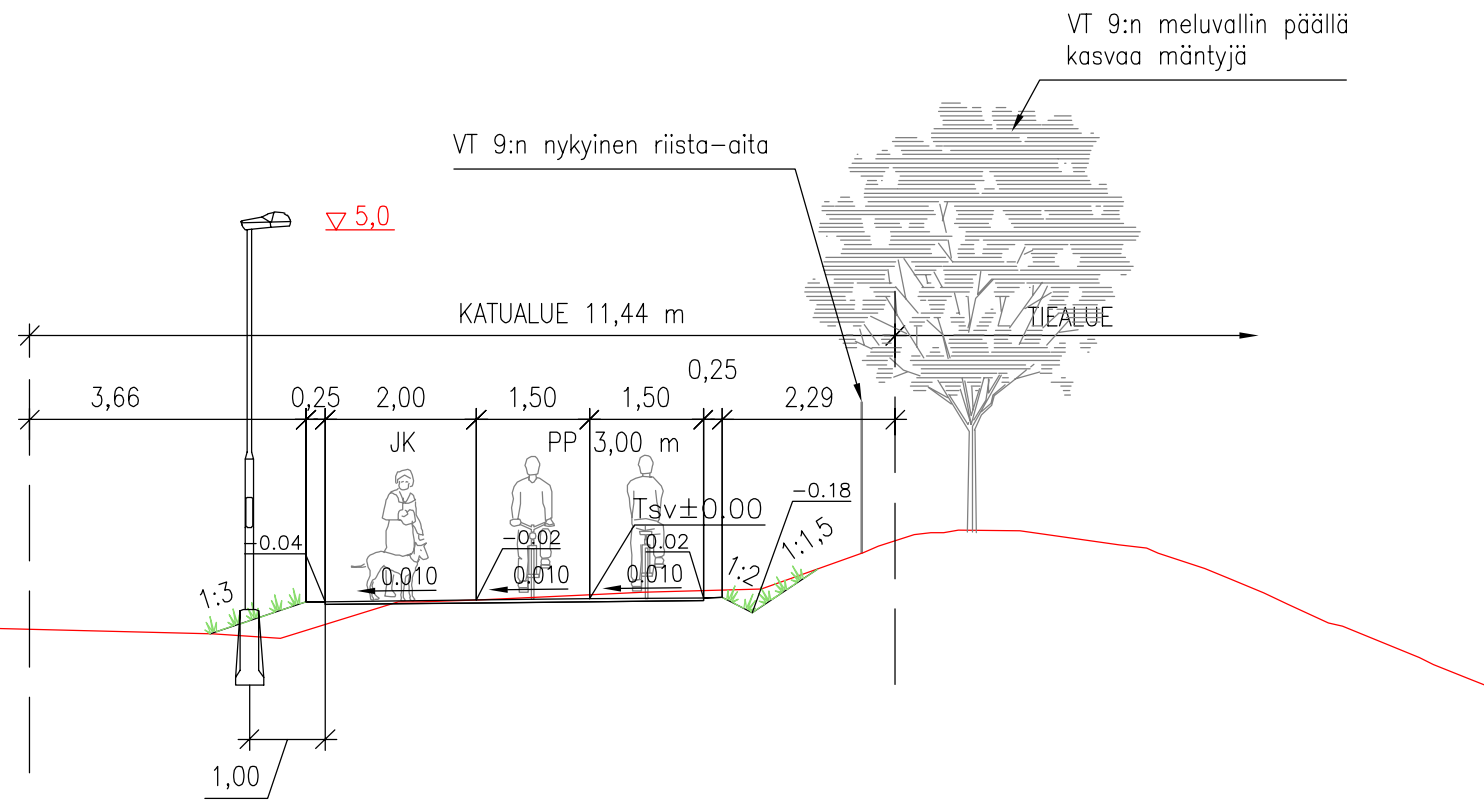 VT 9:n meluvallin päällä
kasvaa mäntyjä
VT 9:n nykyinen riista-aita
5,0
KATUALUE 11,44 m
TIEALUE
0,25
3,66
0,25
2,00
1,50
1,50
2,29
JK
PP 3,00 m
-0.18
Tsv±0.00
-0.04
-0.02
0.02
1:1,5
1:2
0.010
0.010
0.010
1:3
1,00